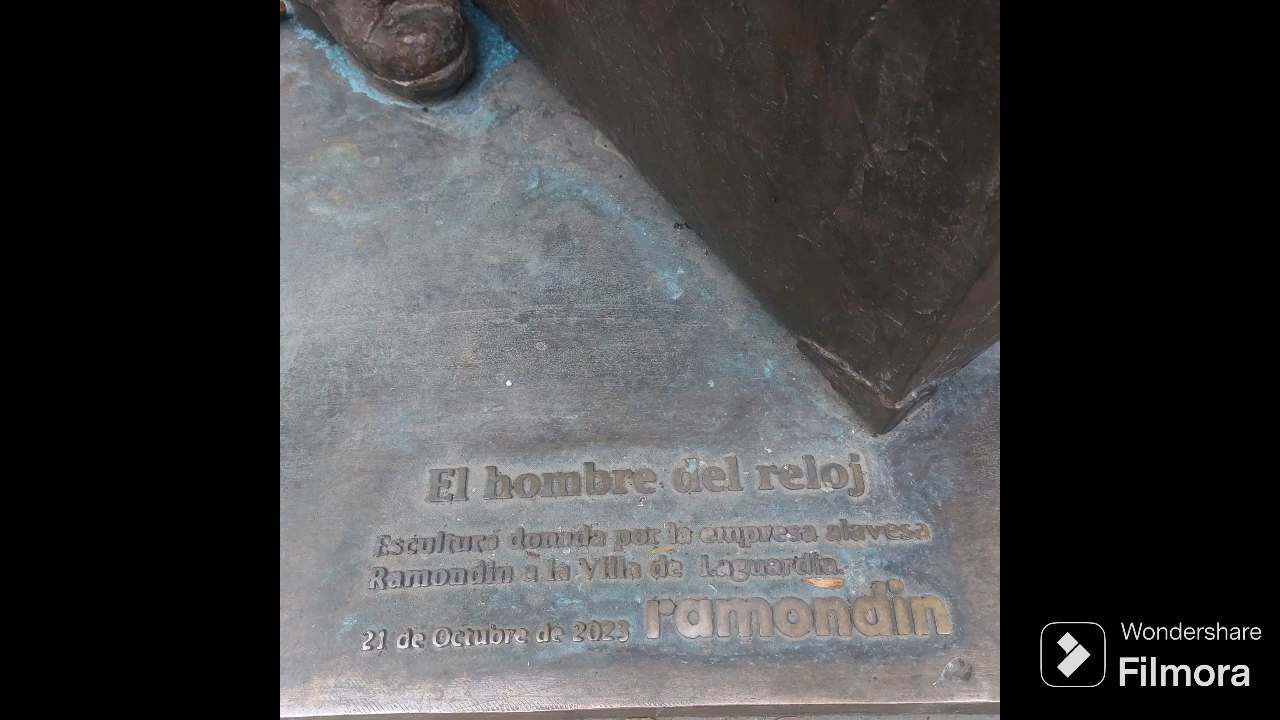 El hombre del reloj
Escultura donada por la empresa alavesa
Ramondin a la Villa de Laguardia.
21 de Octubre de 2023
ramondin
Wondershare
Filmora